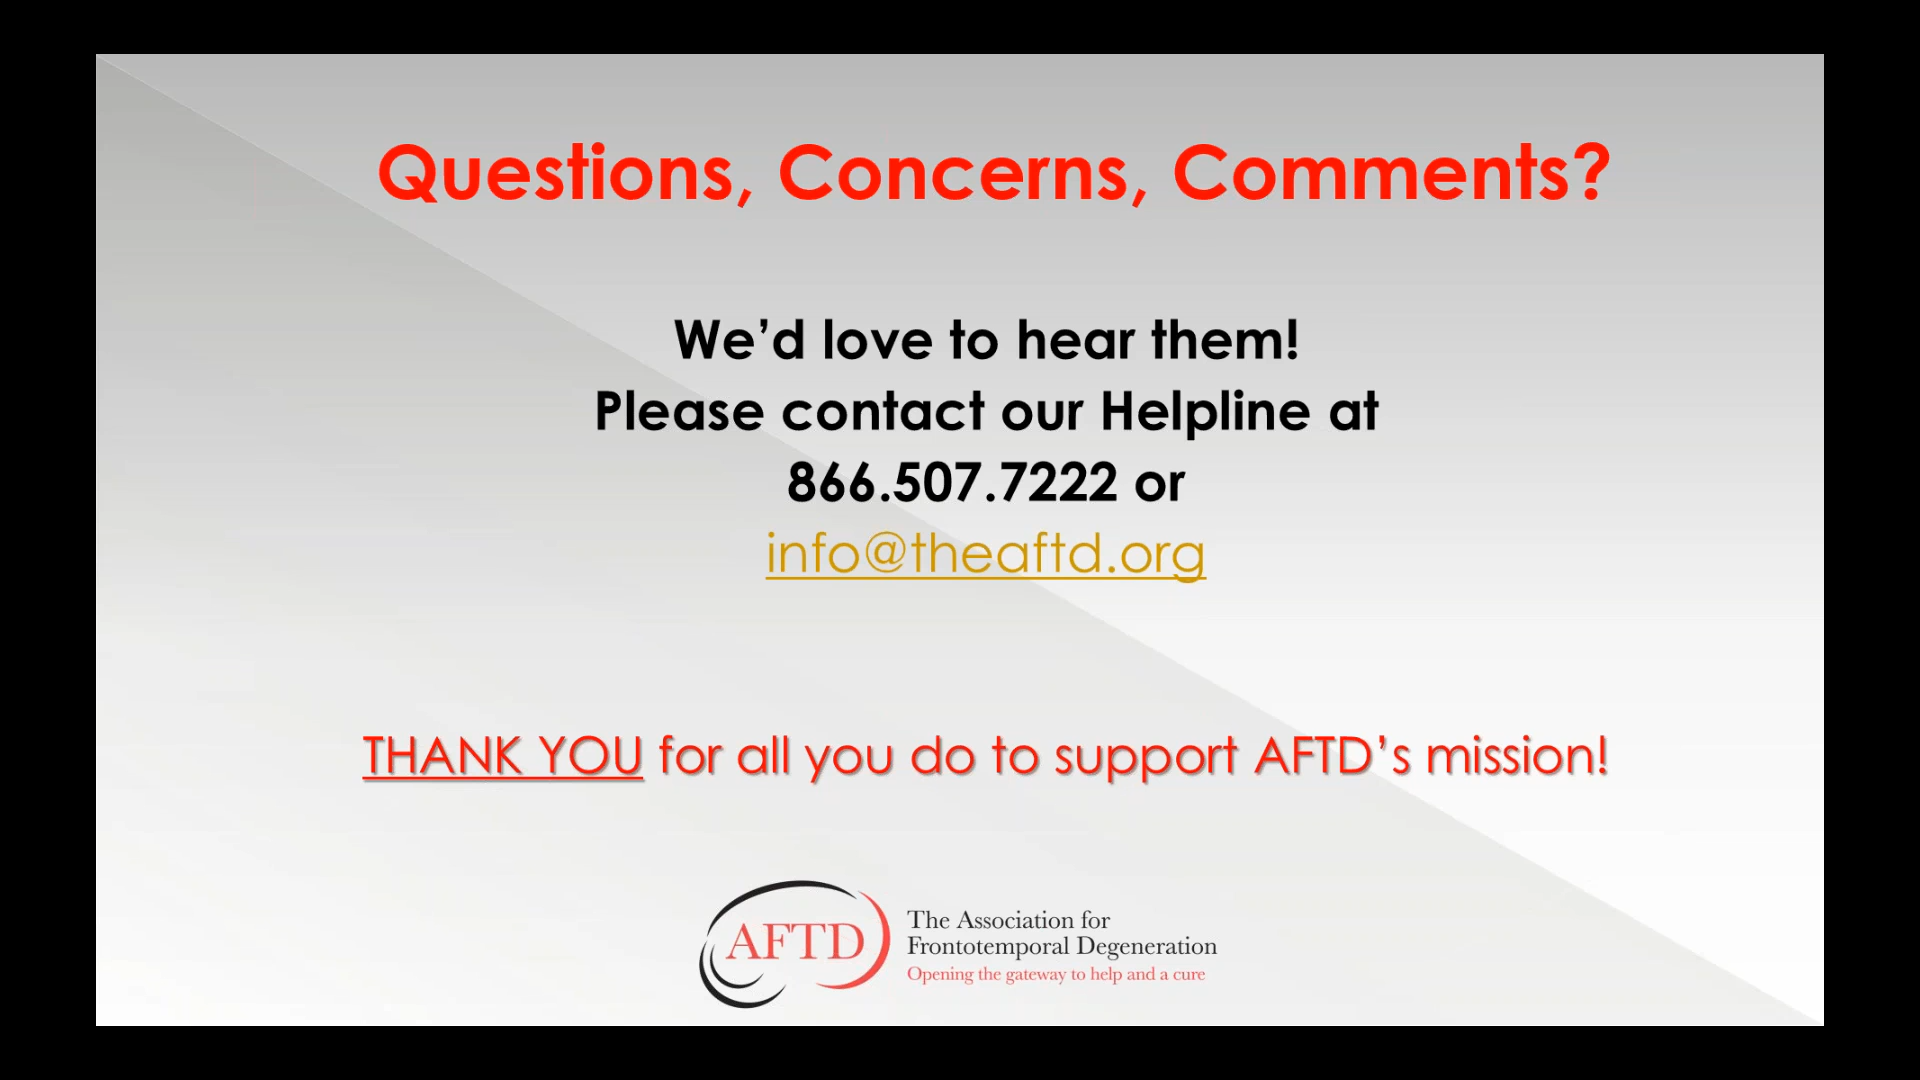 Questions, Concerns, Comments?
We’d love to hear them!
Please contact our Helpline at
866.507.7222 or
info@theaftd.org
THANK YOU for all you do to support AFTD’s mission!
AFTD
The Association for
Frontotemporal Degeneration
Opening the gateway to help and a cure